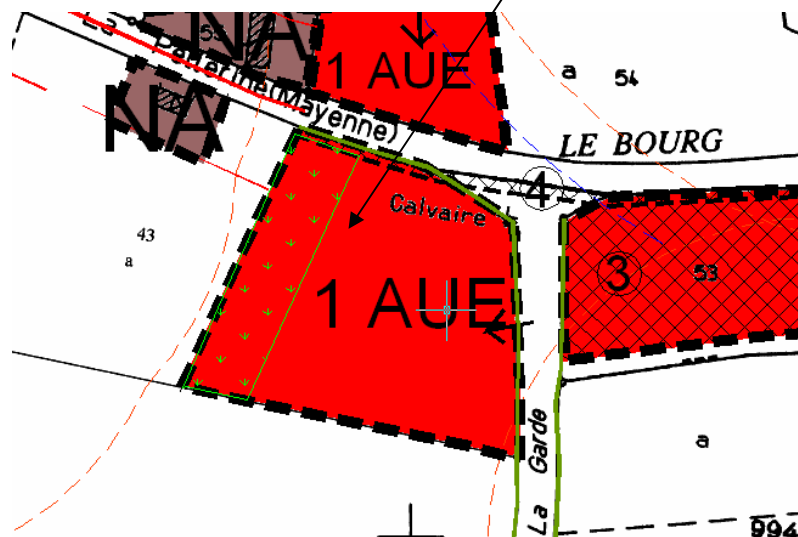 NA
1 AUE
a
54
La Pellerine(Mayenne)
NA
LE BOURG
4
Calvaire
43
a
3
53
1 AUE
La Garde
a
994